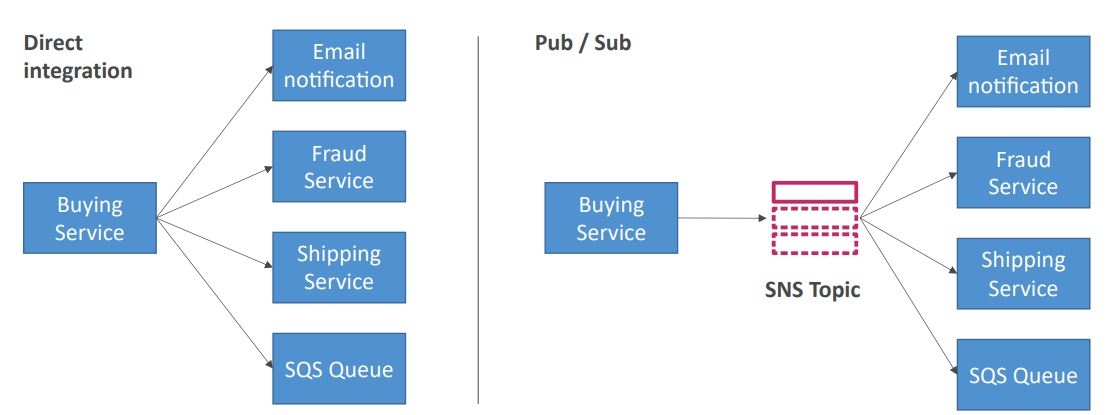 Direct
integration
Email
notification
Fraud
Service
Buying
Service
Shipping
Service
SQS Queue
Pub / Sub
Email
notification
Fraud
Service
Buying
Service
SNS Topic
Shipping
Service
SQS Queue